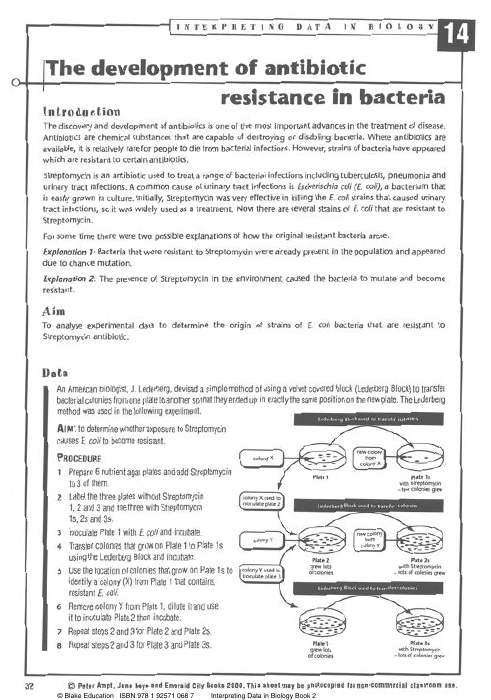 INTERPRETING DATA IN BIOLOGY
14
The development of antibiotic
resistance in bacteria
Introduction
The discovery and development of antibiotics is one of the most important advances in the treatment of disease.
Antibiotics are chemical substances that are capable of destroying or disabling bacteria. Where antibiotics are
available, it is relatively rare for people to die from bacterial infections. However, strains of bacteria have appeared
which are resistant to certain antibiotics.
Streptomycin is an antibiotic used to treat a range of bacterial infections including tuberculosis, pneumonia and
urinary tract infections. A common cause of urinary tract infections is Escherischia coli (E. coli), a bacterium that
is easily grown in culture. Initially, Streptomycin was very effective in killing the E. coli strains that caused urinary
tract infections, so it was widely used as a treatment. Now there are several strains of E. coli that are resistant to
Streptomycin.
For some time there were two possible explanations of how the original resistant bacteria arose.
Explanation 1: Bacteria that were resistant to Streptomycin were already present in the population and appeared
due to chance mutation.
Explanation 2: The presence of Streptomycin in the environment caused the bacteria to mutate and become
resistant.
Aim
To analyse experimental data to determine the origin of strains of E. coli bacteria that are resistant to
Streptomycin antibiotic.
Data
An American biologist, J. Lederberg, devised a simple method of using a velvet covered block (Lederberg Block) to transfer
bacterial colonies from one plate to another so that they ended up in exactly the same position on the new plate. The Lederberg
method was used in the following experiment.
AIM: to determine whether exposure to Streptomycin
causes E. coli to become resistant.
PROCEDURE
1 Prepare 6 nutrient agar plates and add Streptomycin
to 3 of them.
2 Label the three plates without Streptomycin
1, 2 and 3 and the three with Streptomycin
1s, 2s and 3s.
3 Inoculate Plate 1 with E. coli and incubate.
4 Transfer colonies that grow on Plate 1 to Plate 1s
using the Lederberg Block and incubate.
5 Use the location of colonies that grow on Plate 1s to
identify a colony (X) from Plate 1 that contains
resistant E. coli.
6 Remove colony Y from Plate 1, dilute it and use
it to inoculate Plate 2 then incubate.
7 Repeat steps 2 and 3 for Plate 2 and Plate 2s.
8 Repeat steps 2 and 3 for Plate 3 and Plate 3s.
Lederberg Block used to transfer colonies
colony X
new colony
from
colony X
Plate 1
Plate 1s
with streptomycin
– few colonies grew
colony X used to
inoculate plate 2
Lederberg Block used to transfer colonies
colony Y
new colony
from
colony Y
Plate 2
grew lots
of colonies
Plate 2s
with Streptomycin
– lots of colonies grew
colony Y used to
inoculate plate 3
Lederberg Block used to transfer colonies
grew lots
of colonies
Plate 3s
with Streptomycin
– lots of colonies grew
32
© Peter Ampt, Jane Boys and Emerald City Books 2000. This sheet may be photocopied for non-commercial classroom use.
© Blake Education ISBN 978 1 92571 068 7 Interpreting Data in Biology Book 2